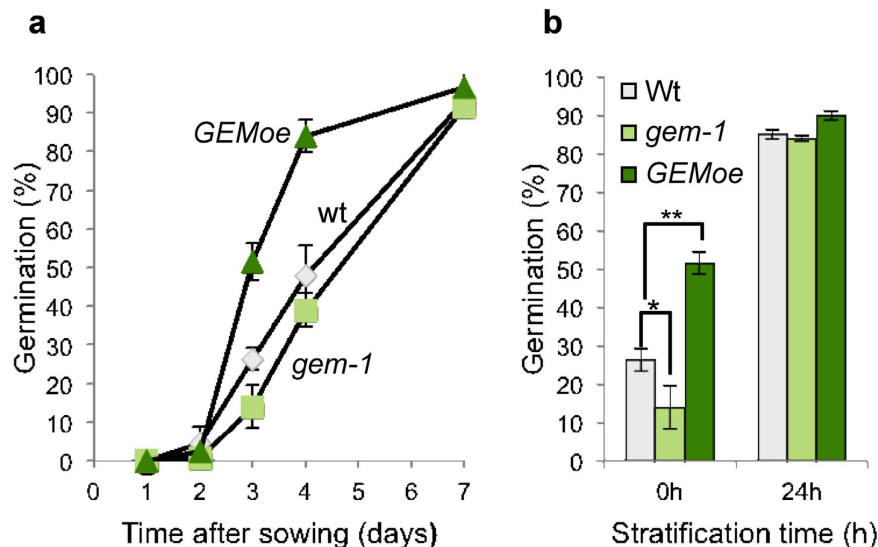 a
100
90
80
70
60
50
40
30
20
10
0
Germination (%)
GEMoe
wt
gem-1
0 1 2 3 4 5 6 7
Time after sowing (days)
b
100
90
80
70
60
50
40
30
20
10
0
Germination (%)
Wt
gem-1
GEMoe
**
*
0h 24h
Stratification time (h)